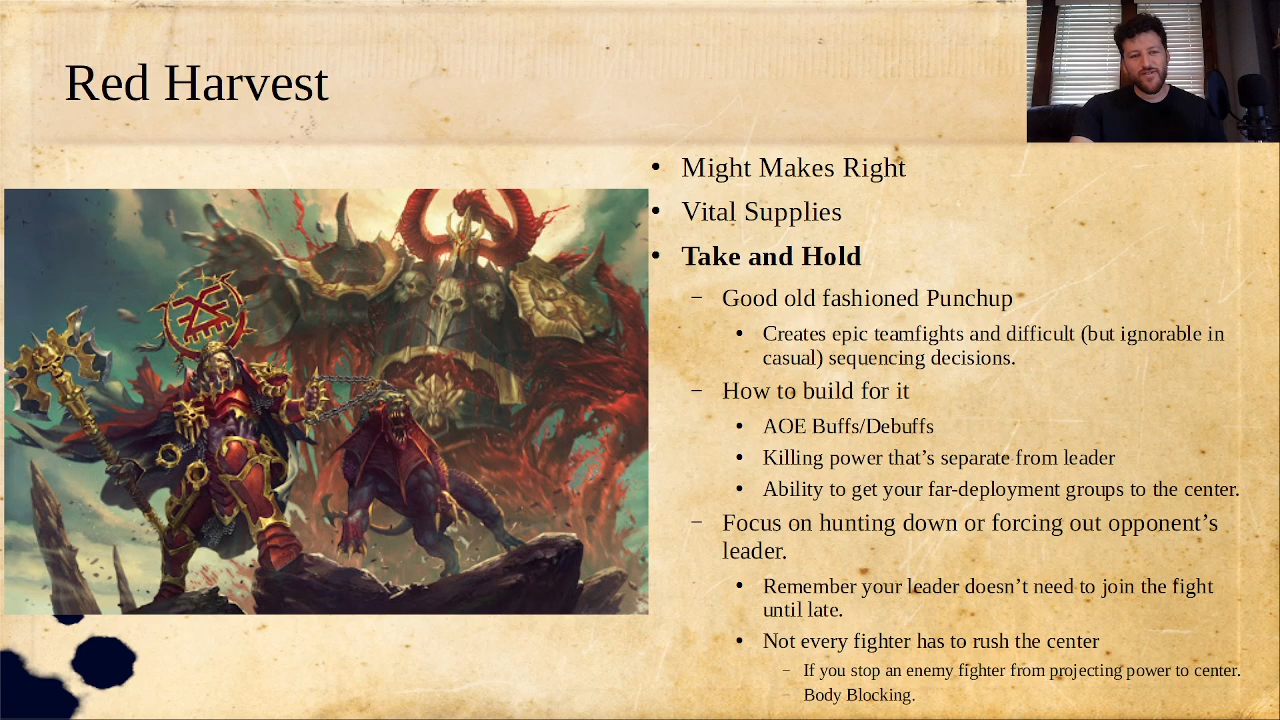 Red Harvest
• Might Makes Right
• Vital Supplies
• Take and Hold
– Good old fashioned Punchup
• Creates epic teamfights and difficult (but ignorable in
casual) sequencing decisions.
– How to build for it
• AOE Buffs/Debuffs
• Killing power that’s separate from leader
• Ability to get your far-deployment groups to the center.
– Focus on hunting down or forcing out opponent’s
leader.
• Remember your leader doesn’t need to join the fight
until late.
• Not every fighter has to rush the center
– If you stop an enemy fighter from projecting power to center.
– Body Blocking.